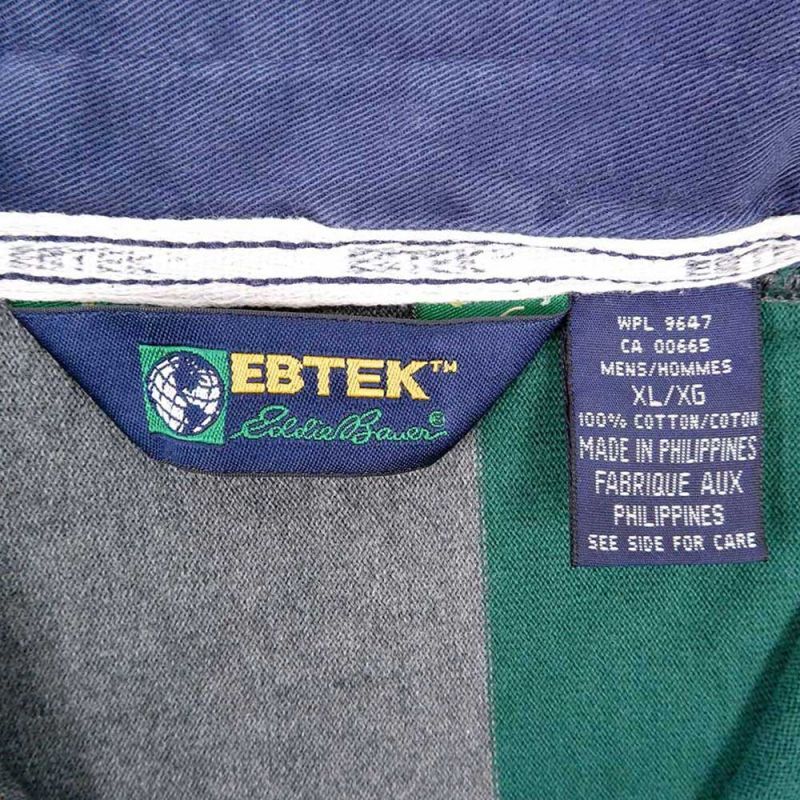 EBTEK EBTEK EBTEK
EBTEK™
Eddie Bauer®
WPL 9647
CA 00665
MENS/HOMMES
XL/XG
100% COTTON/COTON
MADE IN PHILIPPINES
FABRIQUE AUX
PHILIPPINES
SEE SIDE FOR CARE